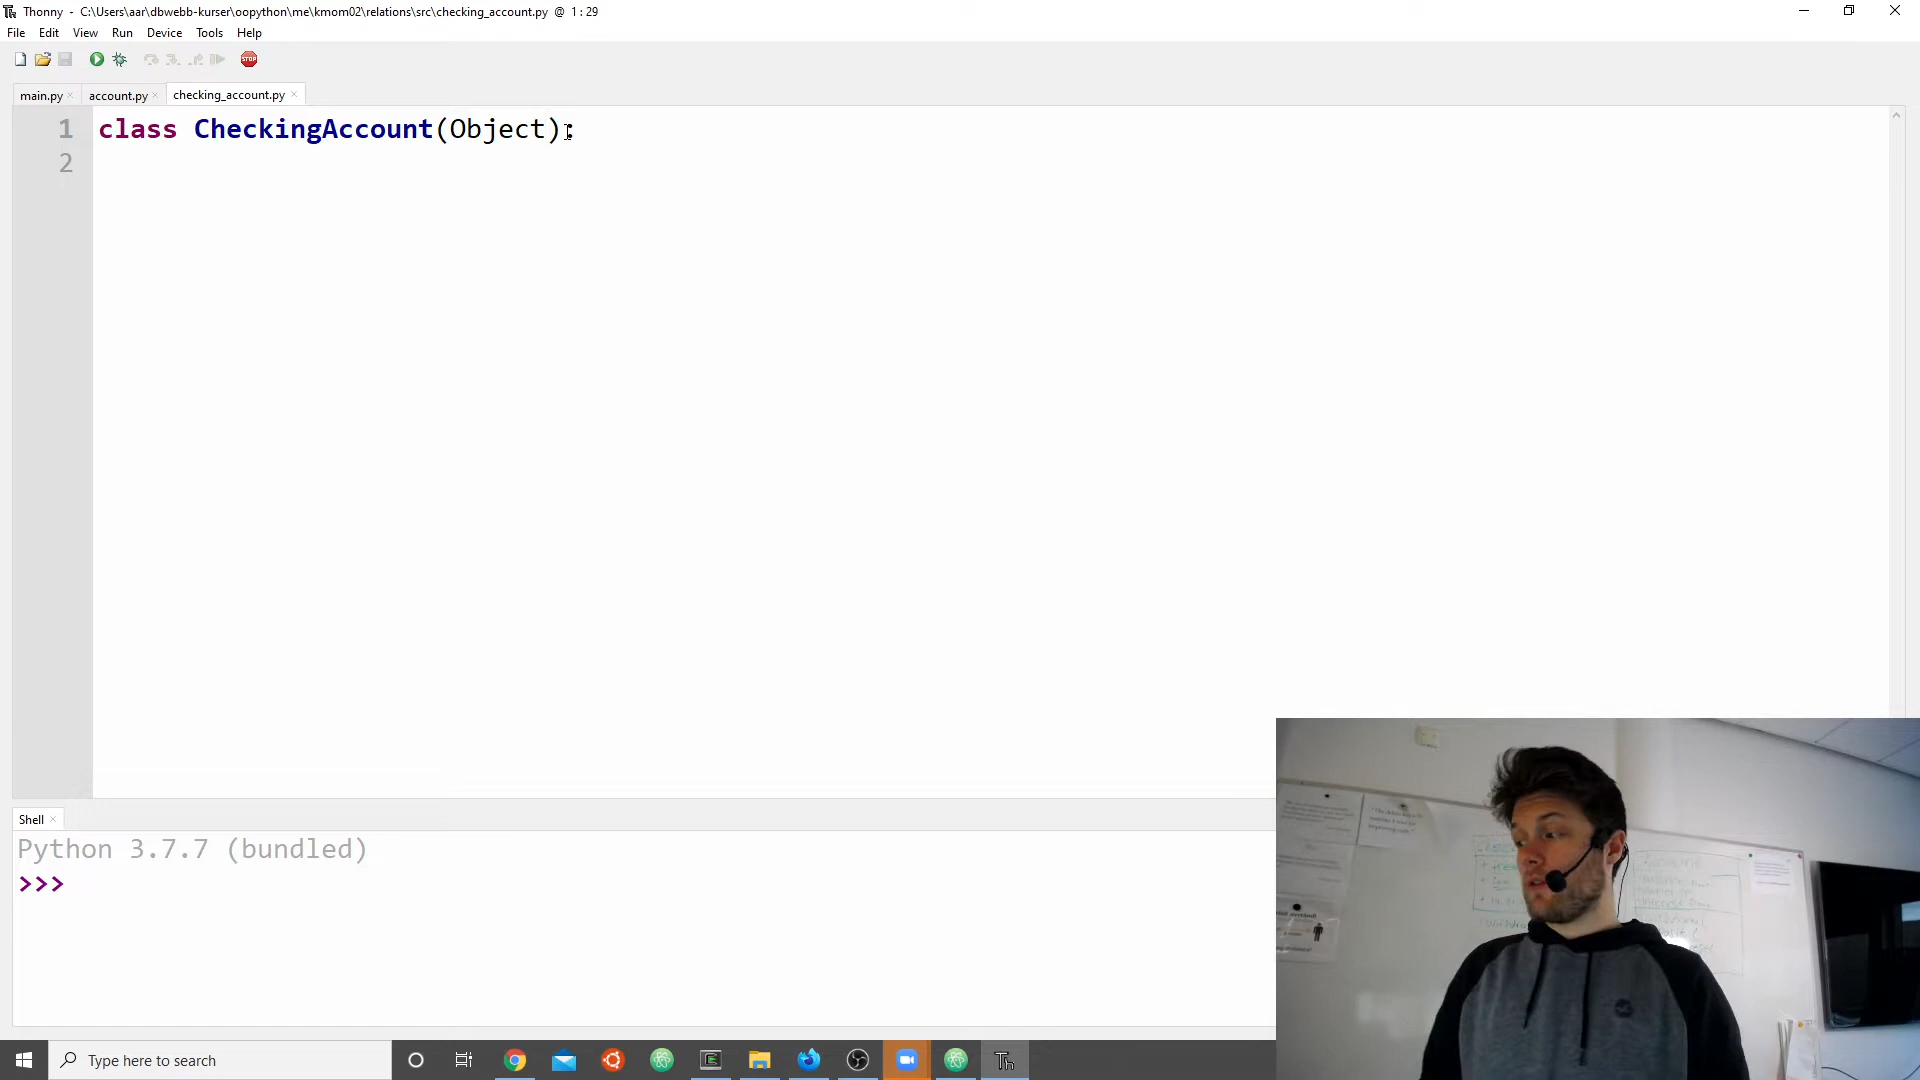 Thonny - C:\Users\aar\dbwebb-kurser\oopython\me\kmom02\relations\src\checking_account.py @ 1 : 29
File Edit View Run Device Tools Help
STOP
main.py × account.py × checking_account.py ×
1 class CheckingAccount(Object):
2
Shell ×
Python 3.7.7 (bundled)
>>>
Type here to search
Th